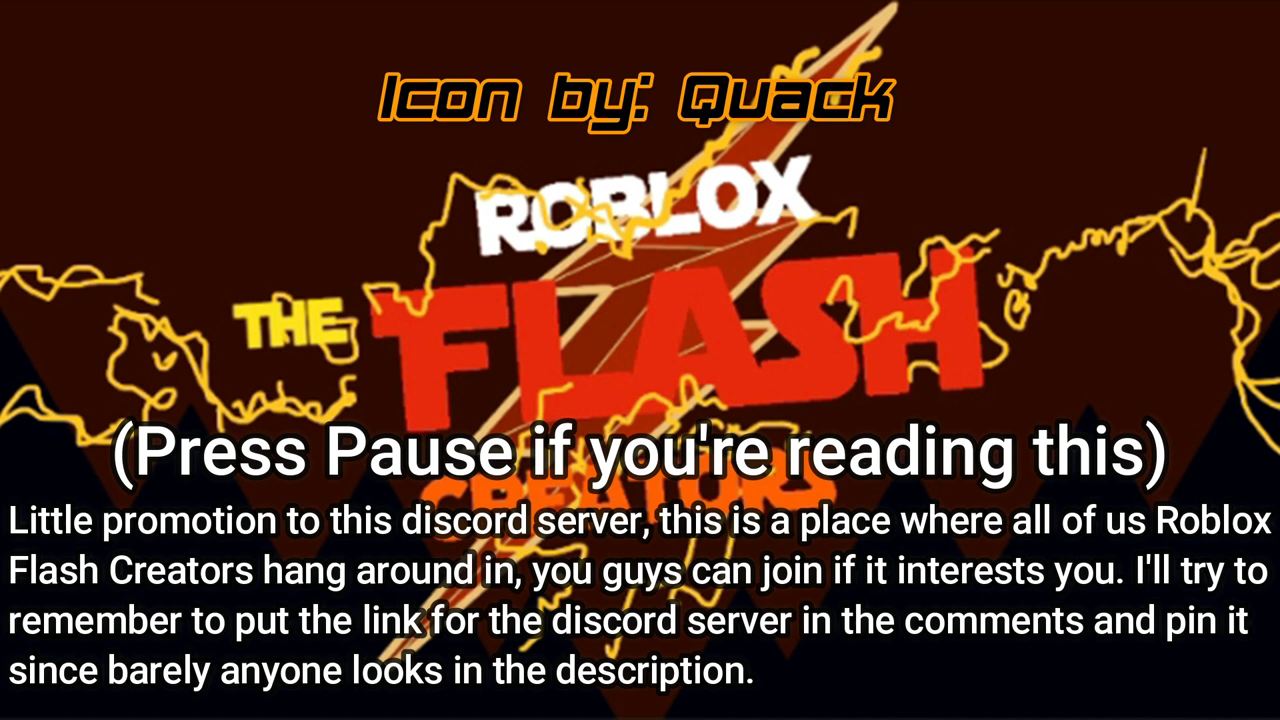 Icon by: Quack
ROBLOX
THE
FLASH
(Press Pause if you're reading this)
CREATORS
Little promotion to this discord server, this is a place where all of us Roblox
Flash Creators hang around in, you guys can join if it interests you. I'll try to
remember to put the link for the discord server in the comments and pin it
since barely anyone looks in the description.